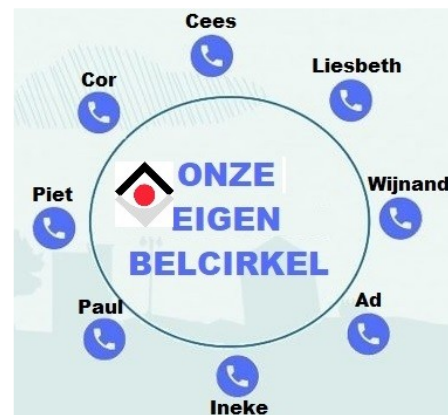 Cees
Liesbeth
Cor
Piet
Wijnand
ONZE
EIGEN
BELCIRKEL
Paul
Ad
Ineke